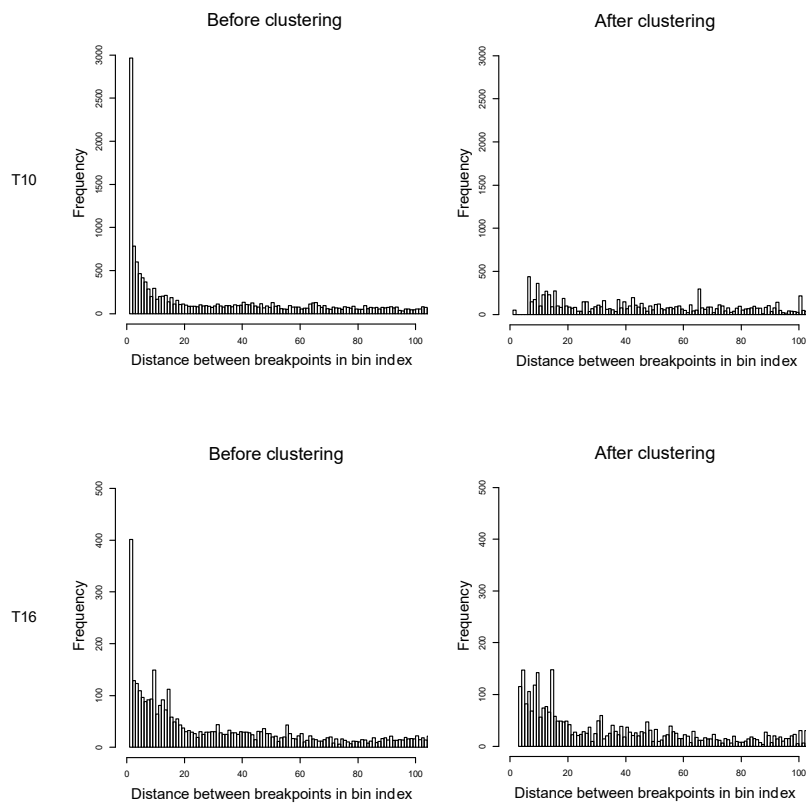 Before clustering
After clustering
T10
Frequency
0
500
1000
1500
2000
2500
3000
0 20 40 60 80 100
Distance between breakpoints in bin index
Frequency
0
500
1000
1500
2000
2500
3000
0 20 40 60 80 100
Distance between breakpoints in bin index
Before clustering
After clustering
T16
Frequency
0
100
200
300
400
500
0 20 40 60 80 100
Distance between breakpoints in bin index
Frequency
0
100
200
300
400
500
0 20 40 60 80 100
Distance between breakpoints in bin index